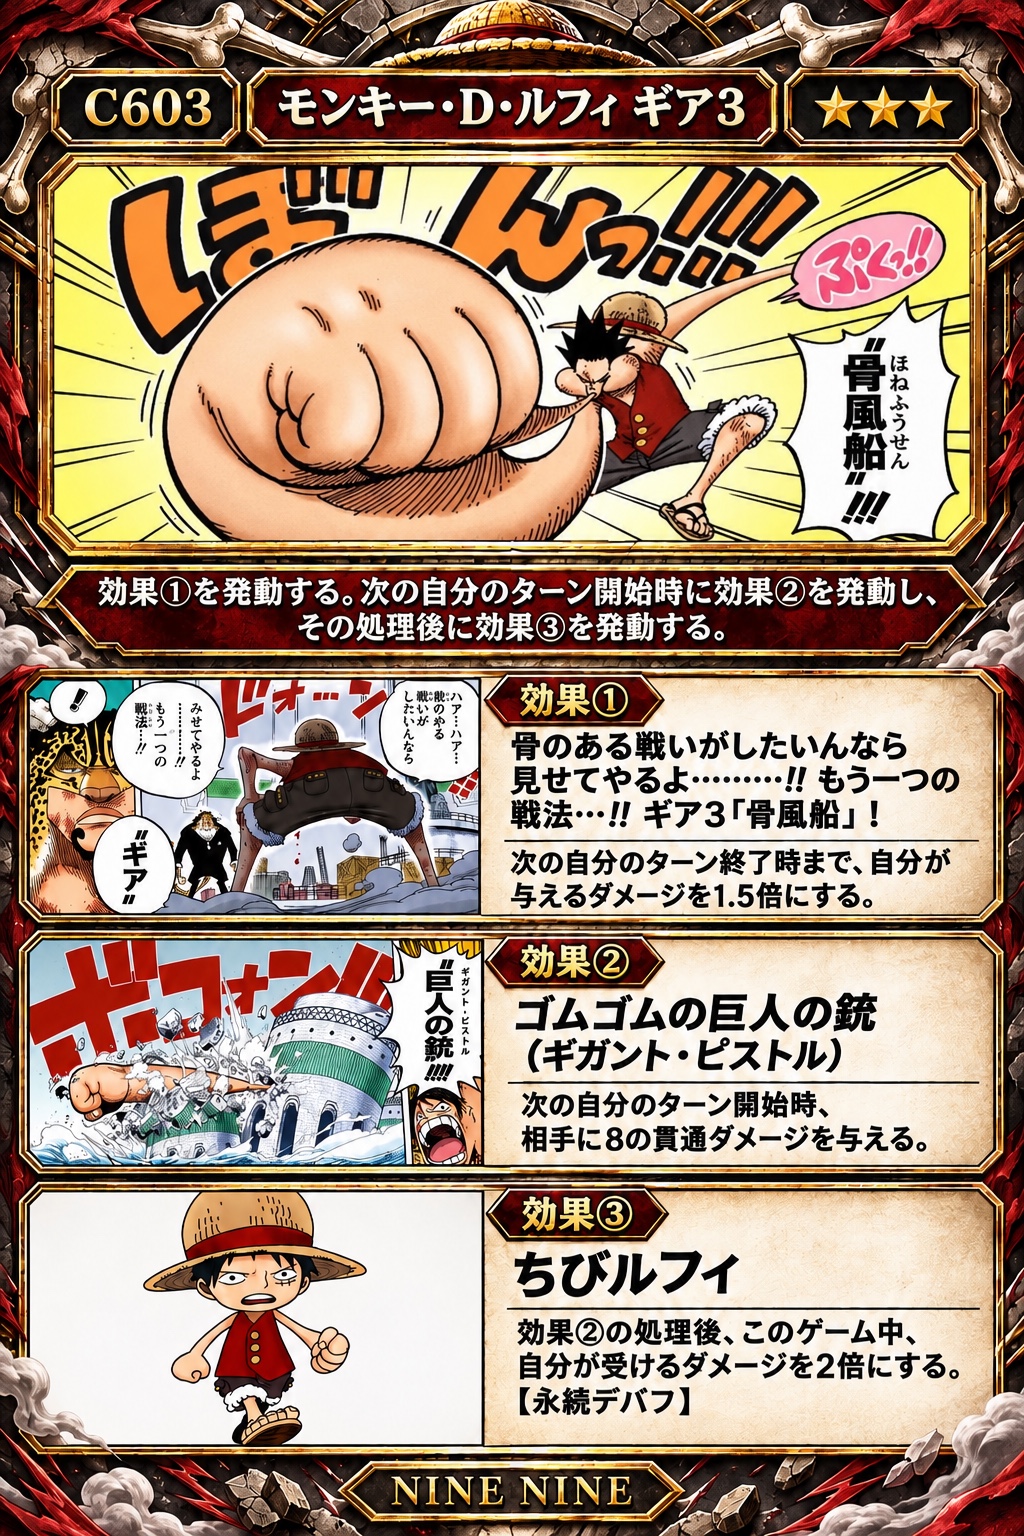 C603
モンキー・D・ルフィ ギア3
★★★
ぼんっ!!!
ぷくっ!!
“骨風船”!!!
ほねふうせん
効果①を発動する。次の自分のターン開始時に効果②を発動し、
その処理後に効果③を発動する。
ドオーン
ハア…ハア…
骨のある
戦いが
したいんなら
みせてやるよ
…………!!
もう一つの
戦法…!!
!
“ギア”
効果①
骨のある戦いがしたいんなら
見せてやるよ………!! もう一つの
戦法…!! ギア3「骨風船」!
次の自分のターン終了時まで、自分が
与えるダメージを1.5倍にする。
ボフォン!!
“巨人の銃”!!!!
ギガント・ピストル
効果②
ゴムゴムの巨人の銃
(ギガント・ピストル)
次の自分のターン開始時、
相手に8の貫通ダメージを与える。
効果③
ちびルフィ
効果②の処理後、このゲーム中、
自分が受けるダメージを2倍にする。
【永続デバフ】
NINE NINE